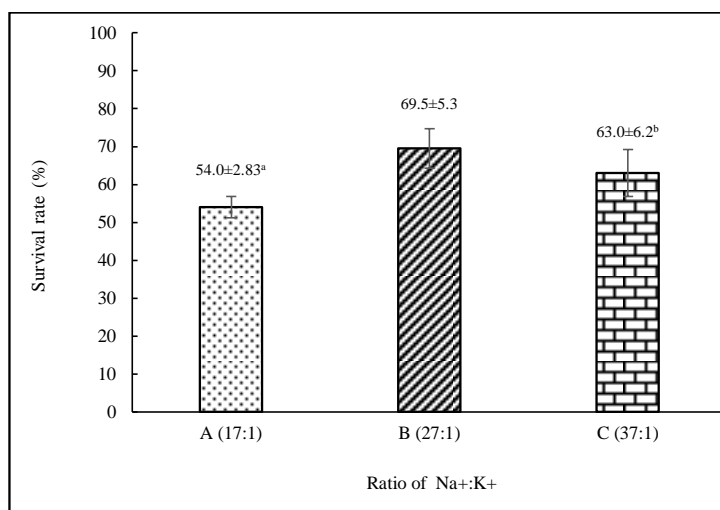 100
90
80
70
60
50
40
30
20
10
0
Survival rate (%)
54.0±2.83ᵃ
69.5±5.3
63.0±6.2ᵇ
A (17:1)
B (27:1)
C (37:1)
Ratio of Na+:K+